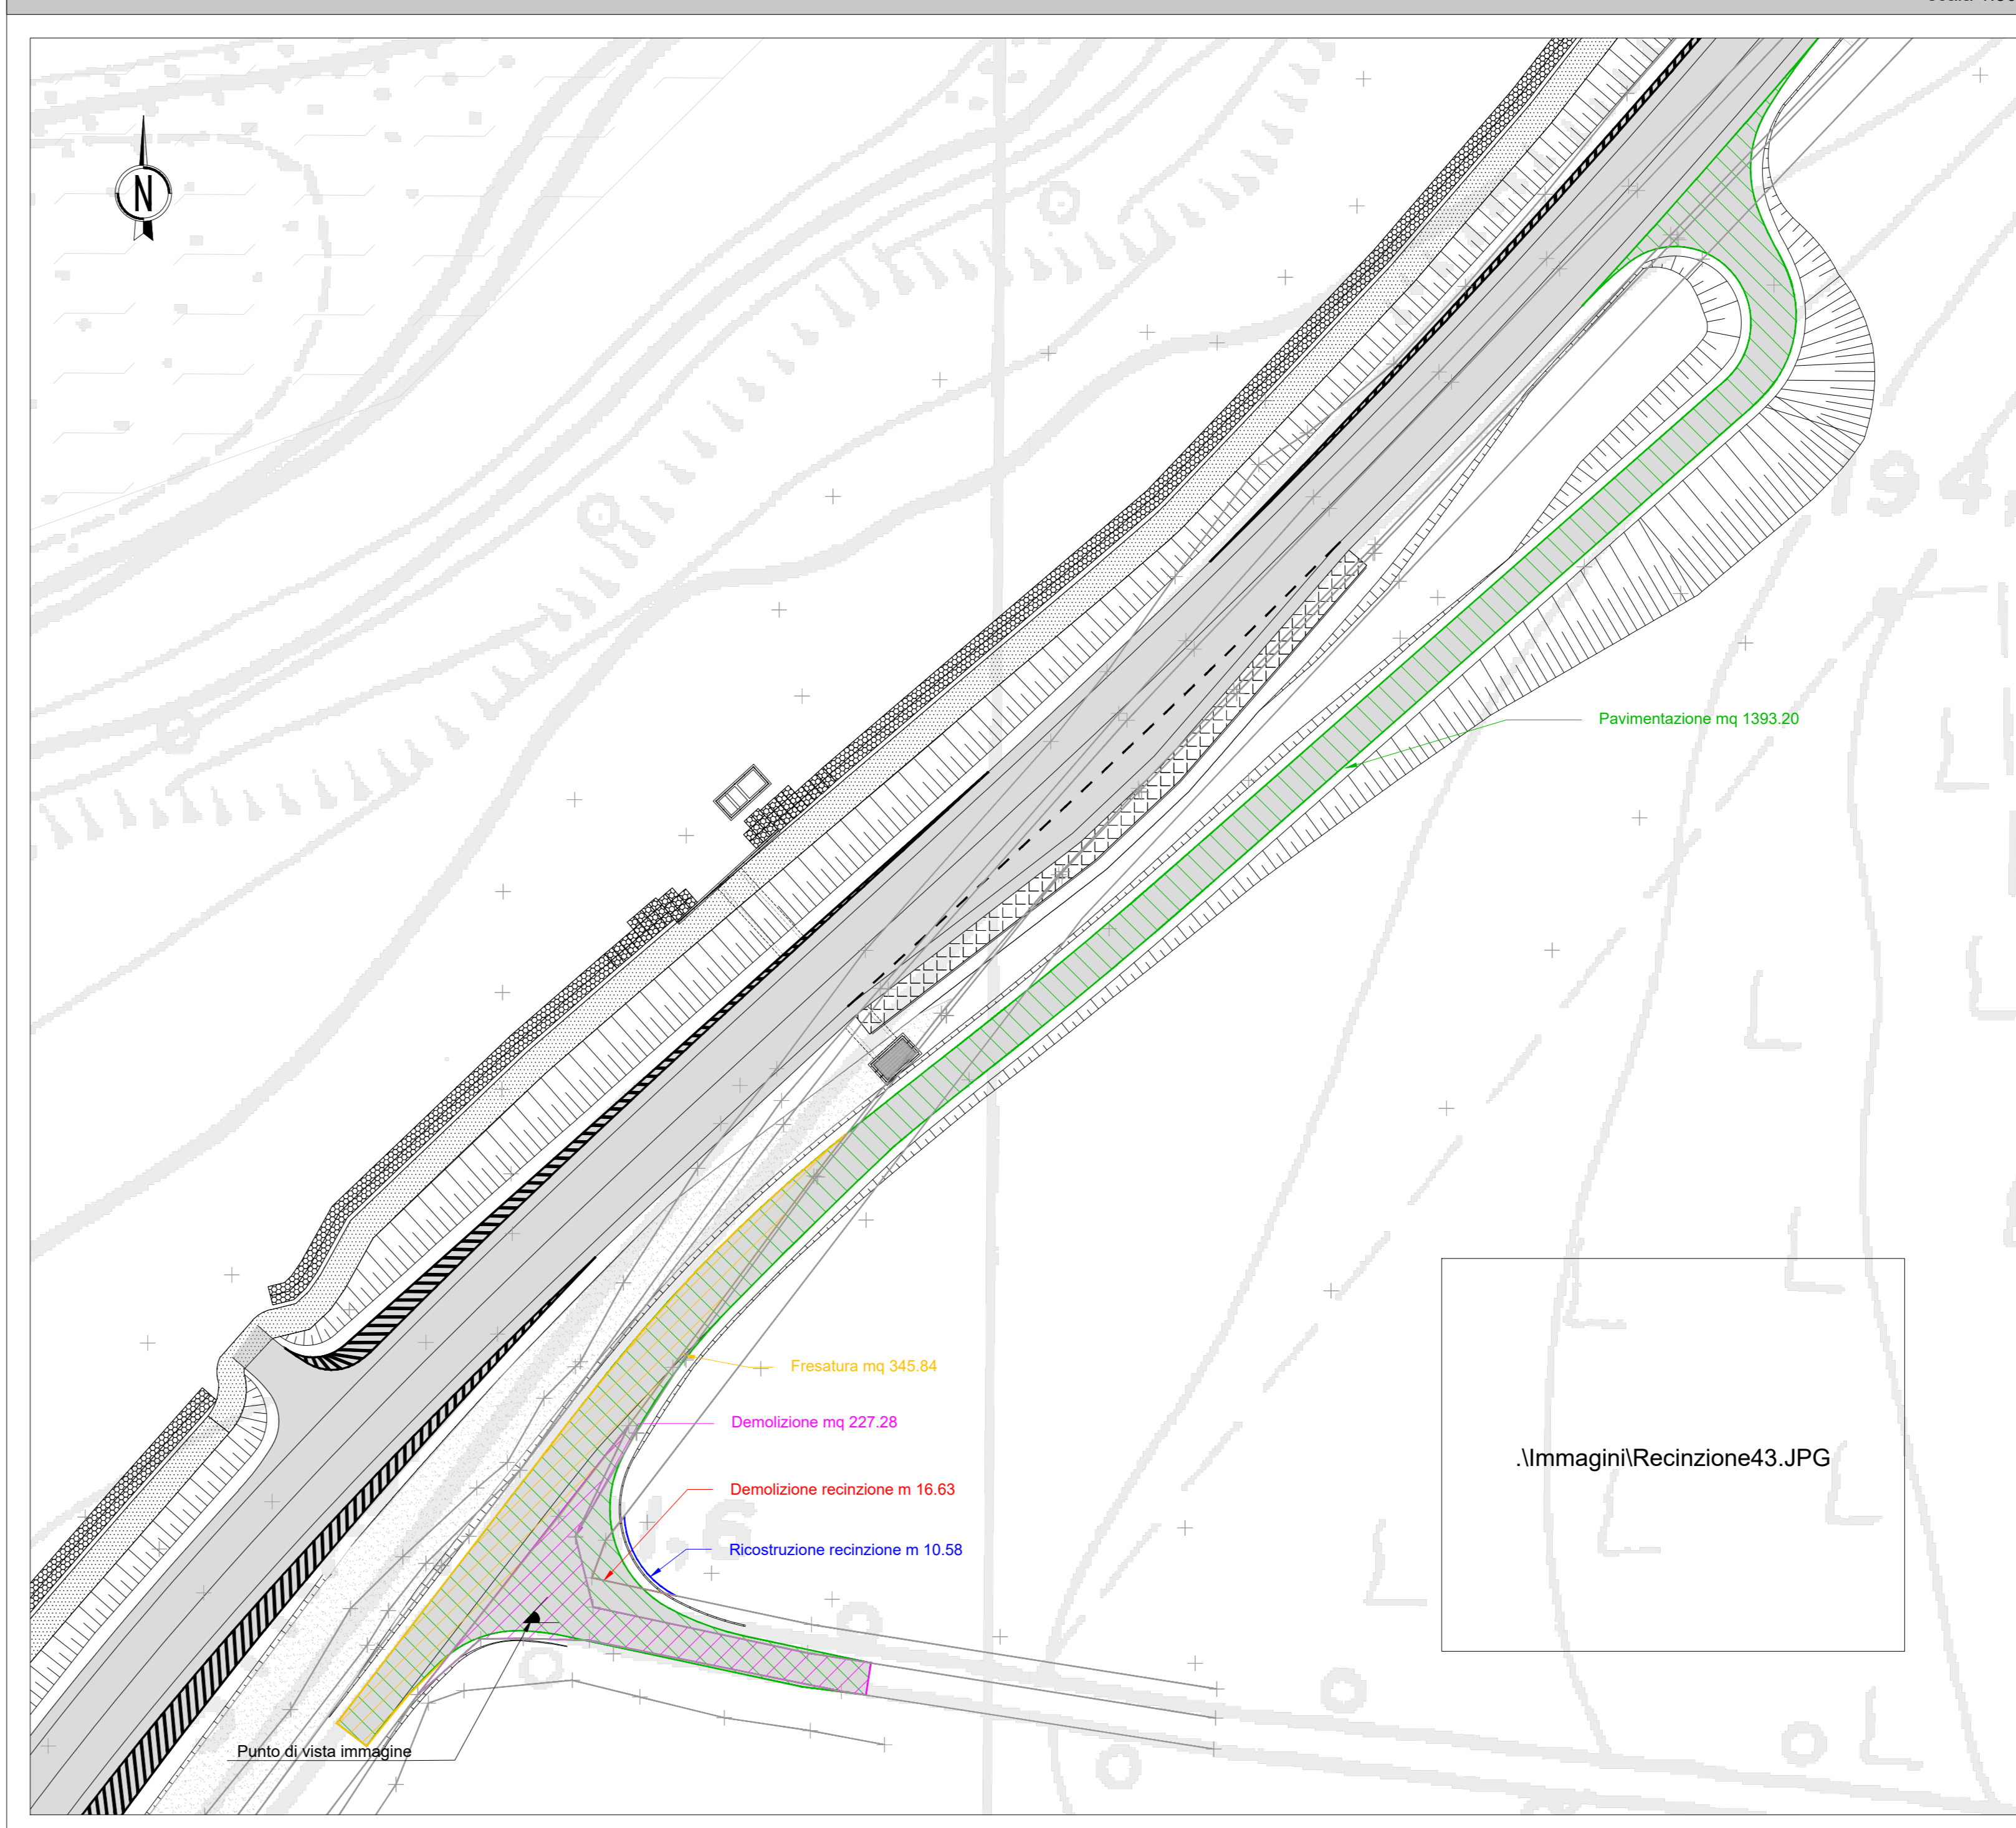 N
194
Pavimentazione mq 1393.20
Fresatura mq 345.84
Demolizione mq 227.28
Demolizione recinzione m 16.63
Ricostruzione recinzione m 10.58
.\Immagini\Recinzione43.JPG
Punto di vista immagine